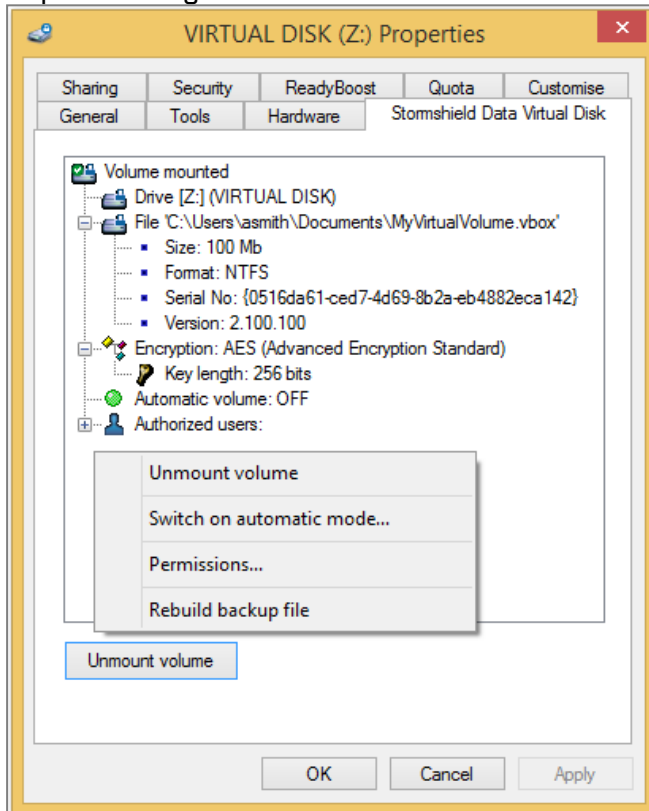 VIRTUAL DISK (Z:) Properties
Sharing Security ReadyBoost Quota Customise
General Tools Hardware Stormshield Data Virtual Disk
Volume mounted
Drive [Z:] (VIRTUAL DISK)
File 'C:\Users\asmith\Documents\MyVirtualVolume.vbox'
Size: 100 Mb
Format: NTFS
Serial No: {0516da61-ced7-4d69-8b2a-eb4882eca142}
Version: 2.100.100
Encryption: AES (Advanced Encryption Standard)
Key length: 256 bits
Automatic volume: OFF
Authorized users:
Unmount volume
Switch on automatic mode...
Permissions...
Rebuild backup file
Unmount volume
OK Cancel Apply